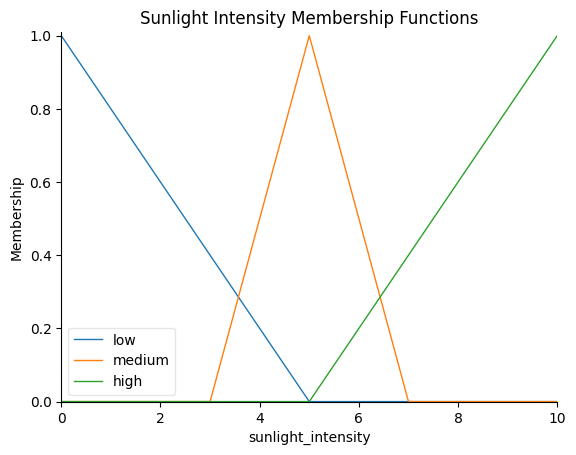 Sunlight Intensity Membership Functions
Membership
1.0
0.8
0.6
0.4
0.2
0.0
low
medium
high
0 2 4 6 8 10
sunlight_intensity